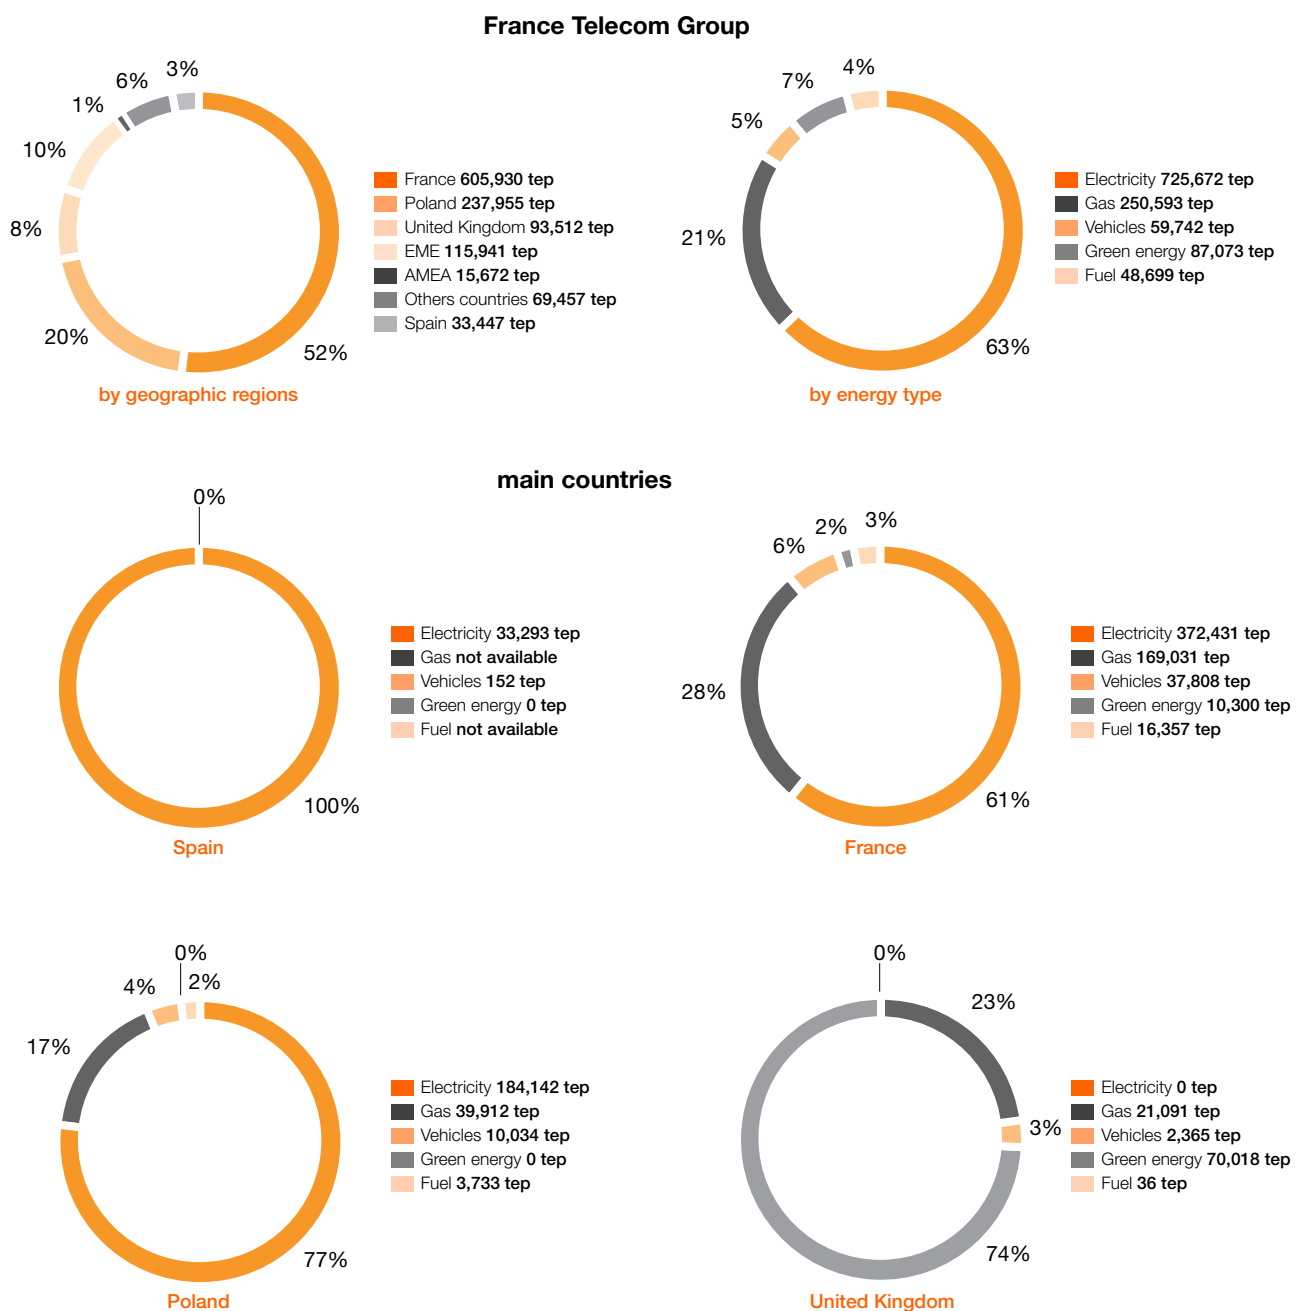 France Telecom Group
3%
6%
1%
10%
8%
20%
52%
France 605,930 tep
Poland 237,955 tep
United Kingdom 93,512 tep
EME 115,941 tep
AMEA 15,672 tep
Others countries 69,457 tep
Spain 33,447 tep
by geographic regions
4%
7%
5%
21%
63%
Electricity 725,672 tep
Gas 250,593 tep
Vehicles 59,742 tep
Green energy 87,073 tep
Fuel 48,699 tep
by energy type
main countries
0%
100%
Electricity 33,293 tep
Gas not available
Vehicles 152 tep
Green energy 0 tep
Fuel not available
Spain
3%
2%
6%
28%
61%
Electricity 372,431 tep
Gas 169,031 tep
Vehicles 37,808 tep
Green energy 10,300 tep
Fuel 16,357 tep
France
0%
2%
4%
17%
77%
Electricity 184,142 tep
Gas 39,912 tep
Vehicles 10,034 tep
Green energy 0 tep
Fuel 3,733 tep
Poland
0%
23%
3%
74%
Electricity 0 tep
Gas 21,091 tep
Vehicles 2,365 tep
Green energy 70,018 tep
Fuel 36 tep
United Kingdom